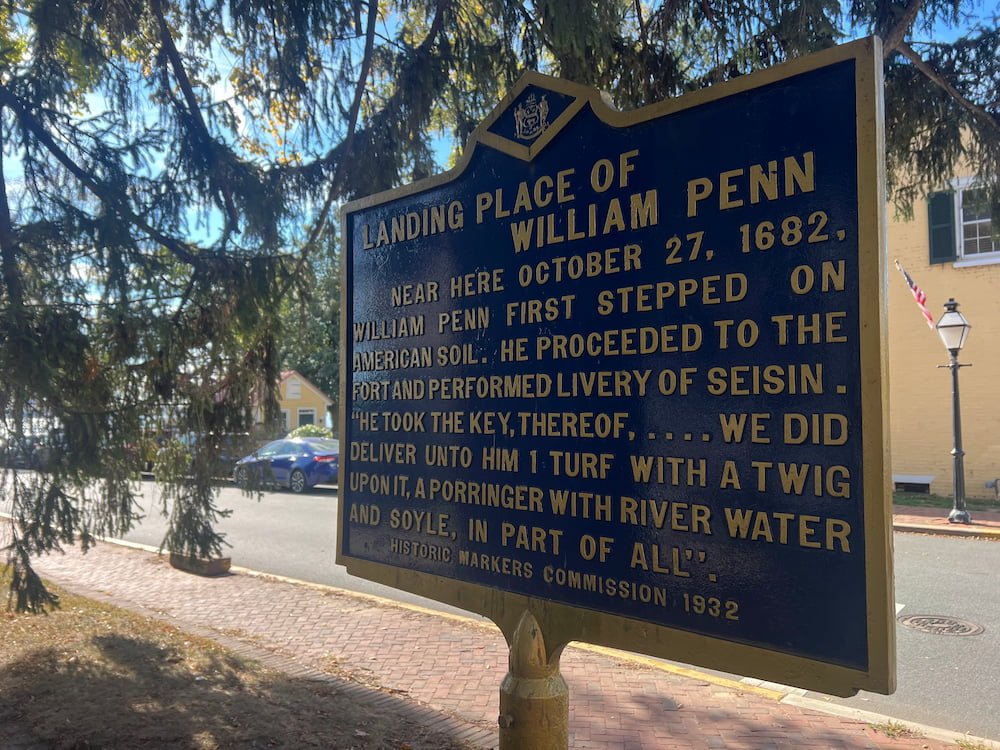 LANDING PLACE OF
WILLIAM PENN
NEAR HERE OCTOBER 27, 1682,
WILLIAM PENN FIRST STEPPED ON
AMERICAN SOIL. HE PROCEEDED TO THE
FORT AND PERFORMED LIVERY OF SEISIN.
"HE TOOK THE KEY, THEREOF, .... WE DID
DELIVER UNTO HIM 1 TURF WITH A TWIG
UPON IT, A PORRINGER WITH RIVER WATER
AND SOYLE, IN PART OF ALL".
HISTORIC MARKERS COMMISSION 1932